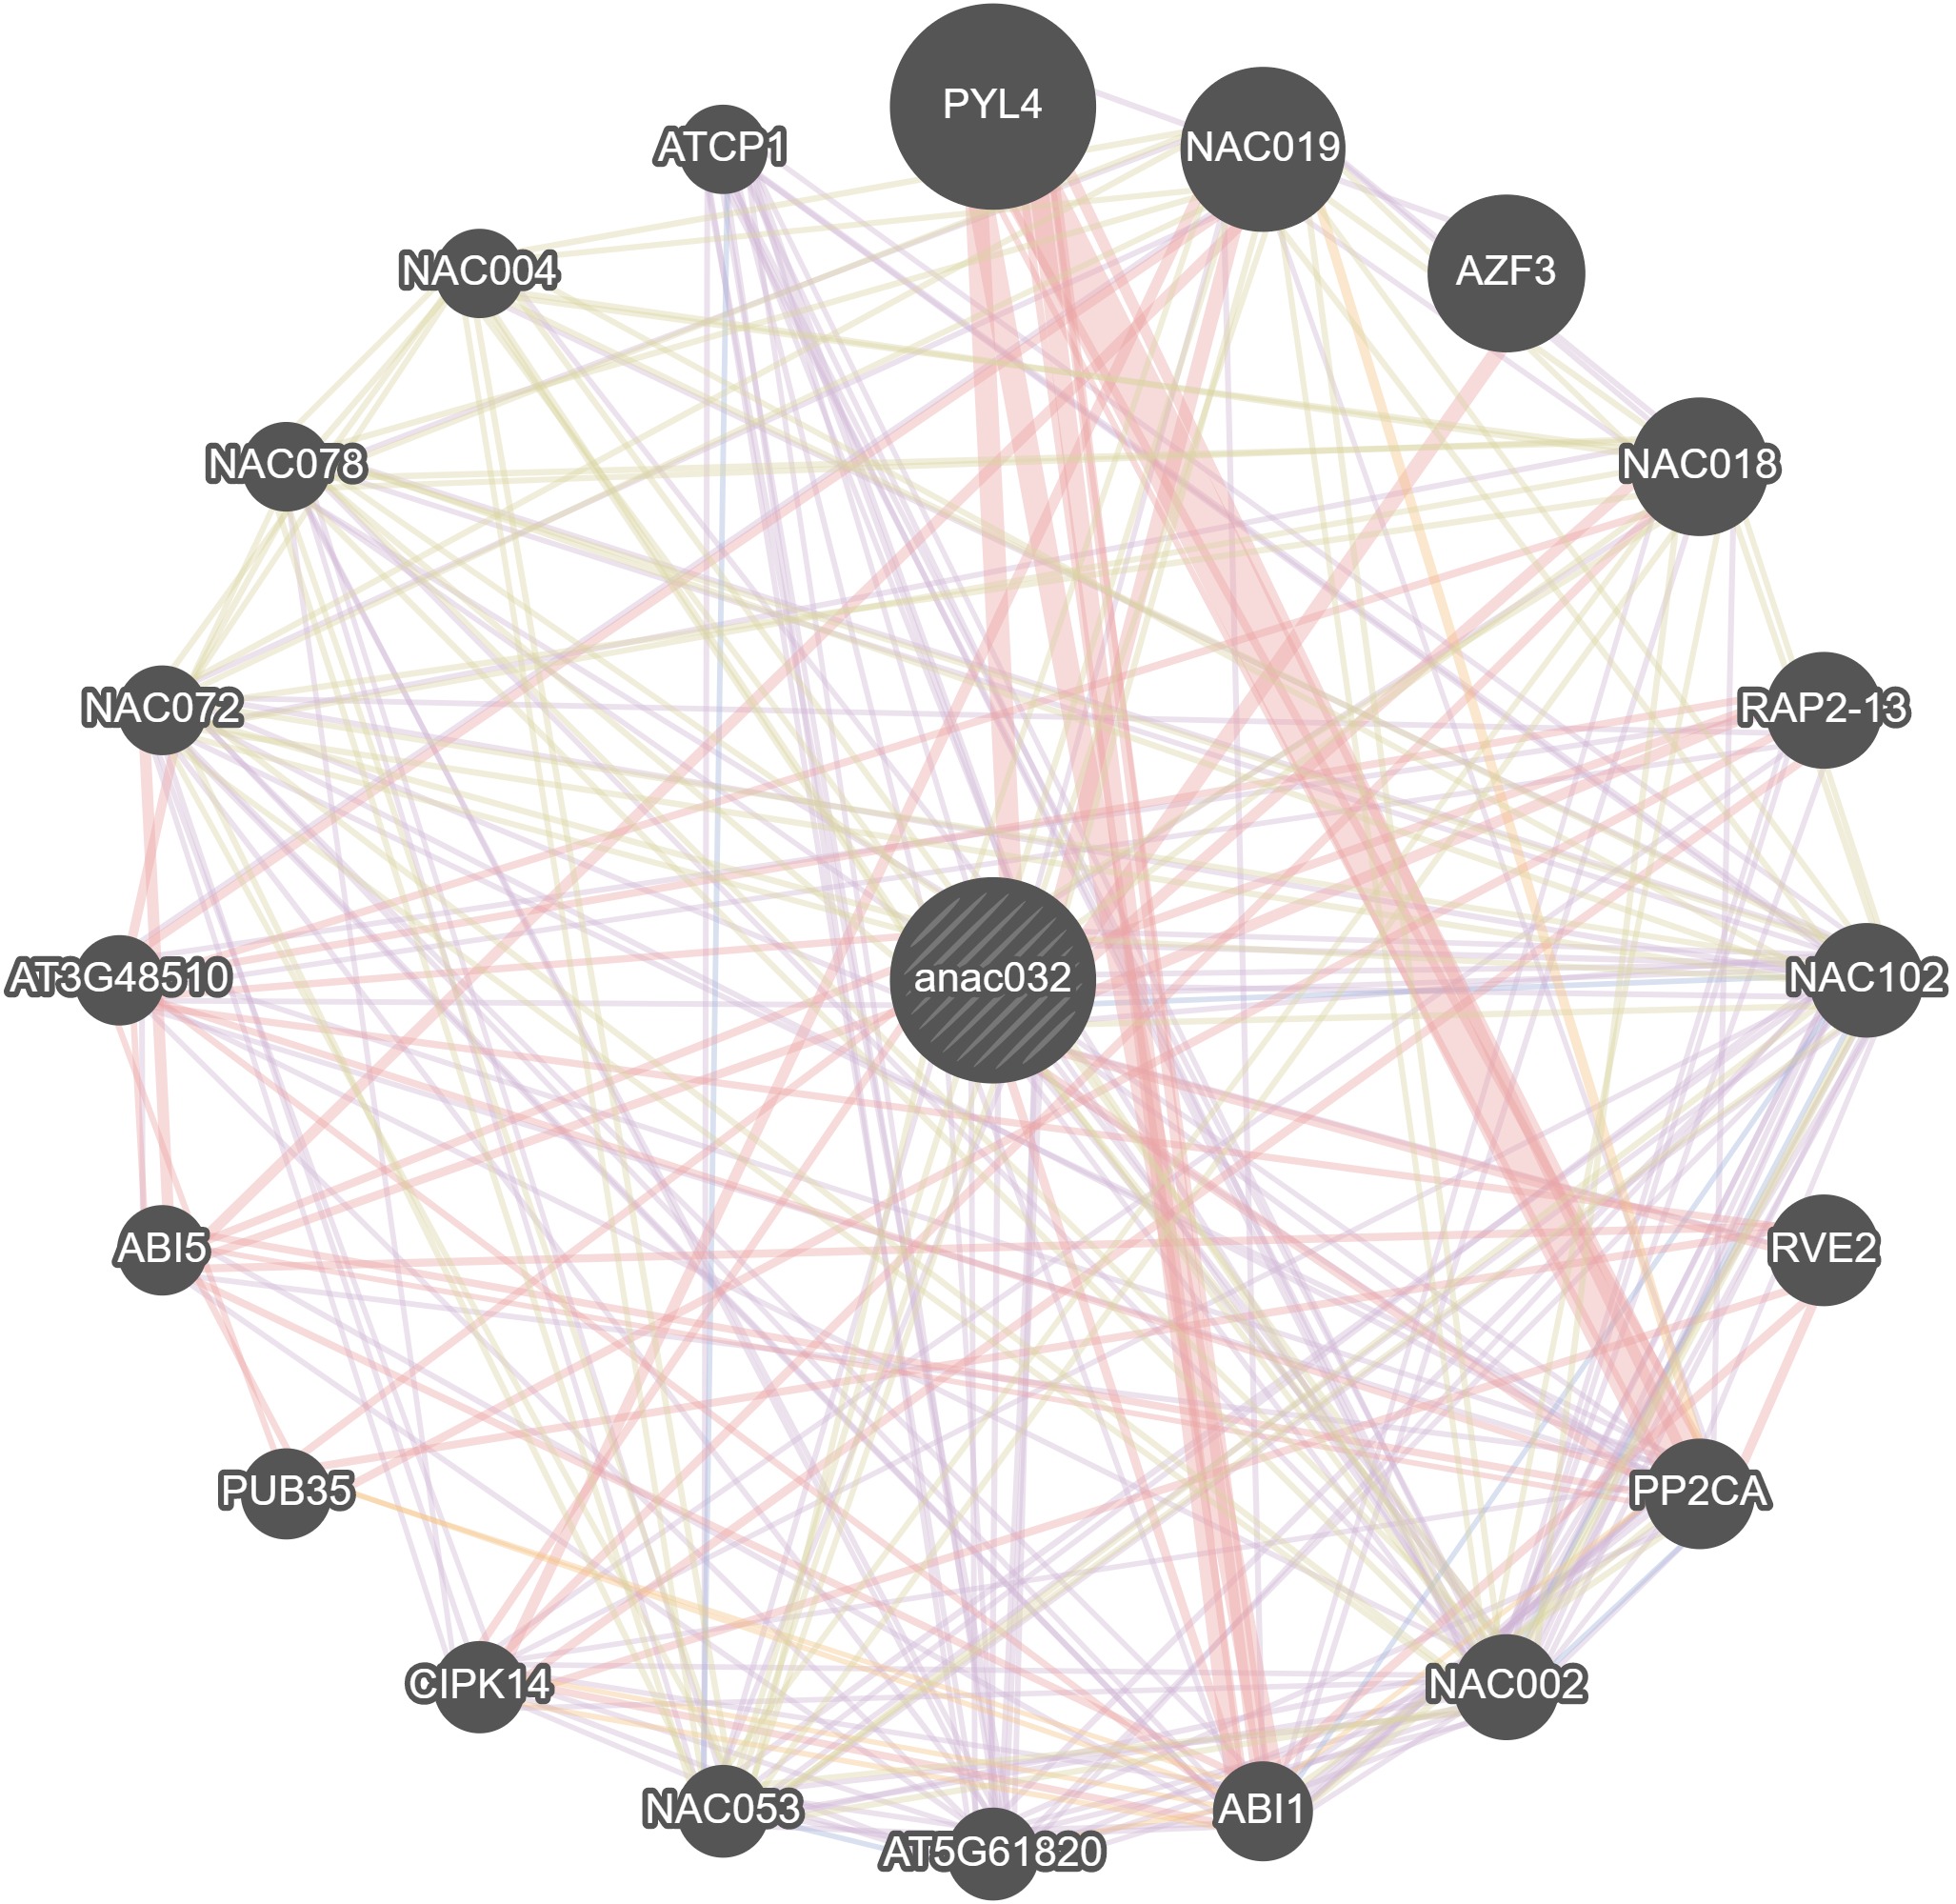 PYL4
NAC019
ATCP1
AZF3
NAC004
NAC018
NAC078
RAP2-13
NAC072
AT3G48510
anac032
NAC102
ABI5
RVE2
PUB35
PP2CA
CIPK14
NAC002
NAC053
ABI1
AT5G61820